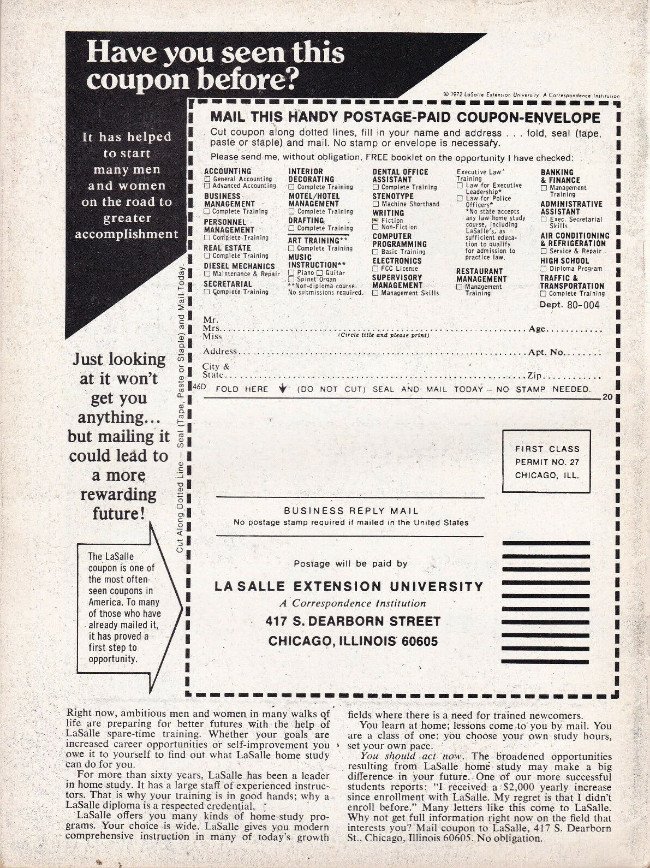 Have you seen this
coupon before?
© 1972 LaSalle Extension University A Correspondence Institution
It has helped
to start
many men
and women
on the road to
greater
accomplishment
MAIL THIS HANDY POSTAGE-PAID COUPON-ENVELOPE
Cut coupon along dotted lines, fill in your name and address . . . fold, seal (tape,
paste or staple) and mail. No stamp or envelope is necessary.
Please send me, without obligation, FREE booklet on the opportunity I have checked:
ACCOUNTING
□ General Accounting
□ Advanced Accounting
BUSINESS
MANAGEMENT
□ Complete Training
PERSONNEL
MANAGEMENT
□ Complete Training
REAL ESTATE
□ Complete Training
DIESEL MECHANICS
□ Maintenance & Repair
SECRETARIAL
□ Complete Training
INTERIOR
DECORATING
□ Complete Training
MOTEL/HOTEL
MANAGEMENT
□ Complete Training
DRAFTING
□ Complete Training
ART TRAINING**
□ Complete Training
MUSIC
INSTRUCTION**
□ Piano □ Guitar
□ Spinet Organ
**Non-diploma course.
No submissions required.
DENTAL OFFICE
ASSISTANT
□ Complete Training
STENOTYPE
□ Machine Shorthand
WRITING
□ Fiction
□ Non-Fiction
COMPUTER
PROGRAMMING
□ Basic Training
ELECTRONICS
□ FCC Licence
SUPERVISORY
MANAGEMENT
□ Management Skills
Executive Law*
Training
□ Law for Executive
Leadership*
□ Law for Police
Officers*
*No state accepts
any law home study
course, including
LaSalle's, as
sufficient educa-
tion to qualify
for admission to
practice law.
RESTAURANT
MANAGEMENT
□ Management
Training
BANKING
& FINANCE
□ Management
Training
ADMINISTRATIVE
ASSISTANT
□ Exec. Secretarial
Skills
AIR CONDITIONING
& REFRIGERATION
□ Service & Repair
HIGH SCHOOL
□ Diploma Program
TRAFFIC &
TRANSPORTATION
□ Complete Training
Dept. 80-004
Mr.
Mrs. Age
Miss (Circle title and please print)
Address Apt. No.
City &
State Zip
46D FOLD HERE (DO NOT CUT) SEAL AND MAIL TODAY – NO STAMP NEEDED.
20
Cut Along Dotted Line — Seal (Tape, Paste or Staple) and Mail Today.
Just looking
at it won't
get you
anything...
but mailing it
could lead to
a more
rewarding
future!
The LaSalle
coupon is one of
the most often-
seen coupons in
America. To many
of those who have
already mailed it,
it has proved a
first step to
opportunity.
FIRST CLASS
PERMIT NO. 27
CHICAGO, ILL.
BUSINESS REPLY MAIL
No postage stamp required if mailed in the United States
Postage will be paid by
LA SALLE EXTENSION UNIVERSITY
A Correspondence Institution
417 S. DEARBORN STREET
CHICAGO, ILLINOIS 60605
Right now, ambitious men and women in many walks of
life are preparing for better futures with the help of
LaSalle spare-time training. Whether your goals are
increased career opportunities or self-improvement you
owe it to yourself to find out what LaSalle home study
can do for you.
For more than sixty years, LaSalle has been a leader
in home study. It has a large staff of experienced instruc-
tors. That is why your training is in good hands; why a
LaSalle diploma is a respected credential.
LaSalle offers you many kinds of home study pro-
grams. Your choice is wide. LaSalle gives you modern
comprehensive instruction in many of today's growth
fields where there is a need for trained newcomers.
You learn at home; lessons come to you by mail. You
are a class of one; you choose your own study hours,
set your own pace.
You should act now. The broadened opportunities
resulting from LaSalle home study may make a big
difference in your future. One of our more successful
students reports: "I received a $2,000 yearly increase
since enrollment with LaSalle. My regret is that I didn't
enroll before." Many letters like this come to LaSalle.
Why not get full information right now on the field that
interests you? Mail coupon to LaSalle, 417 S. Dearborn
St., Chicago, Illinois 60605. No obligation.